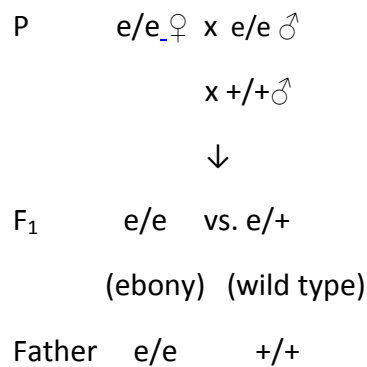 P e/e ♀ x e/e ♂
x +/+♂
↓
F₁ e/e vs. e/+
(ebony) (wild type)
Father e/e +/+